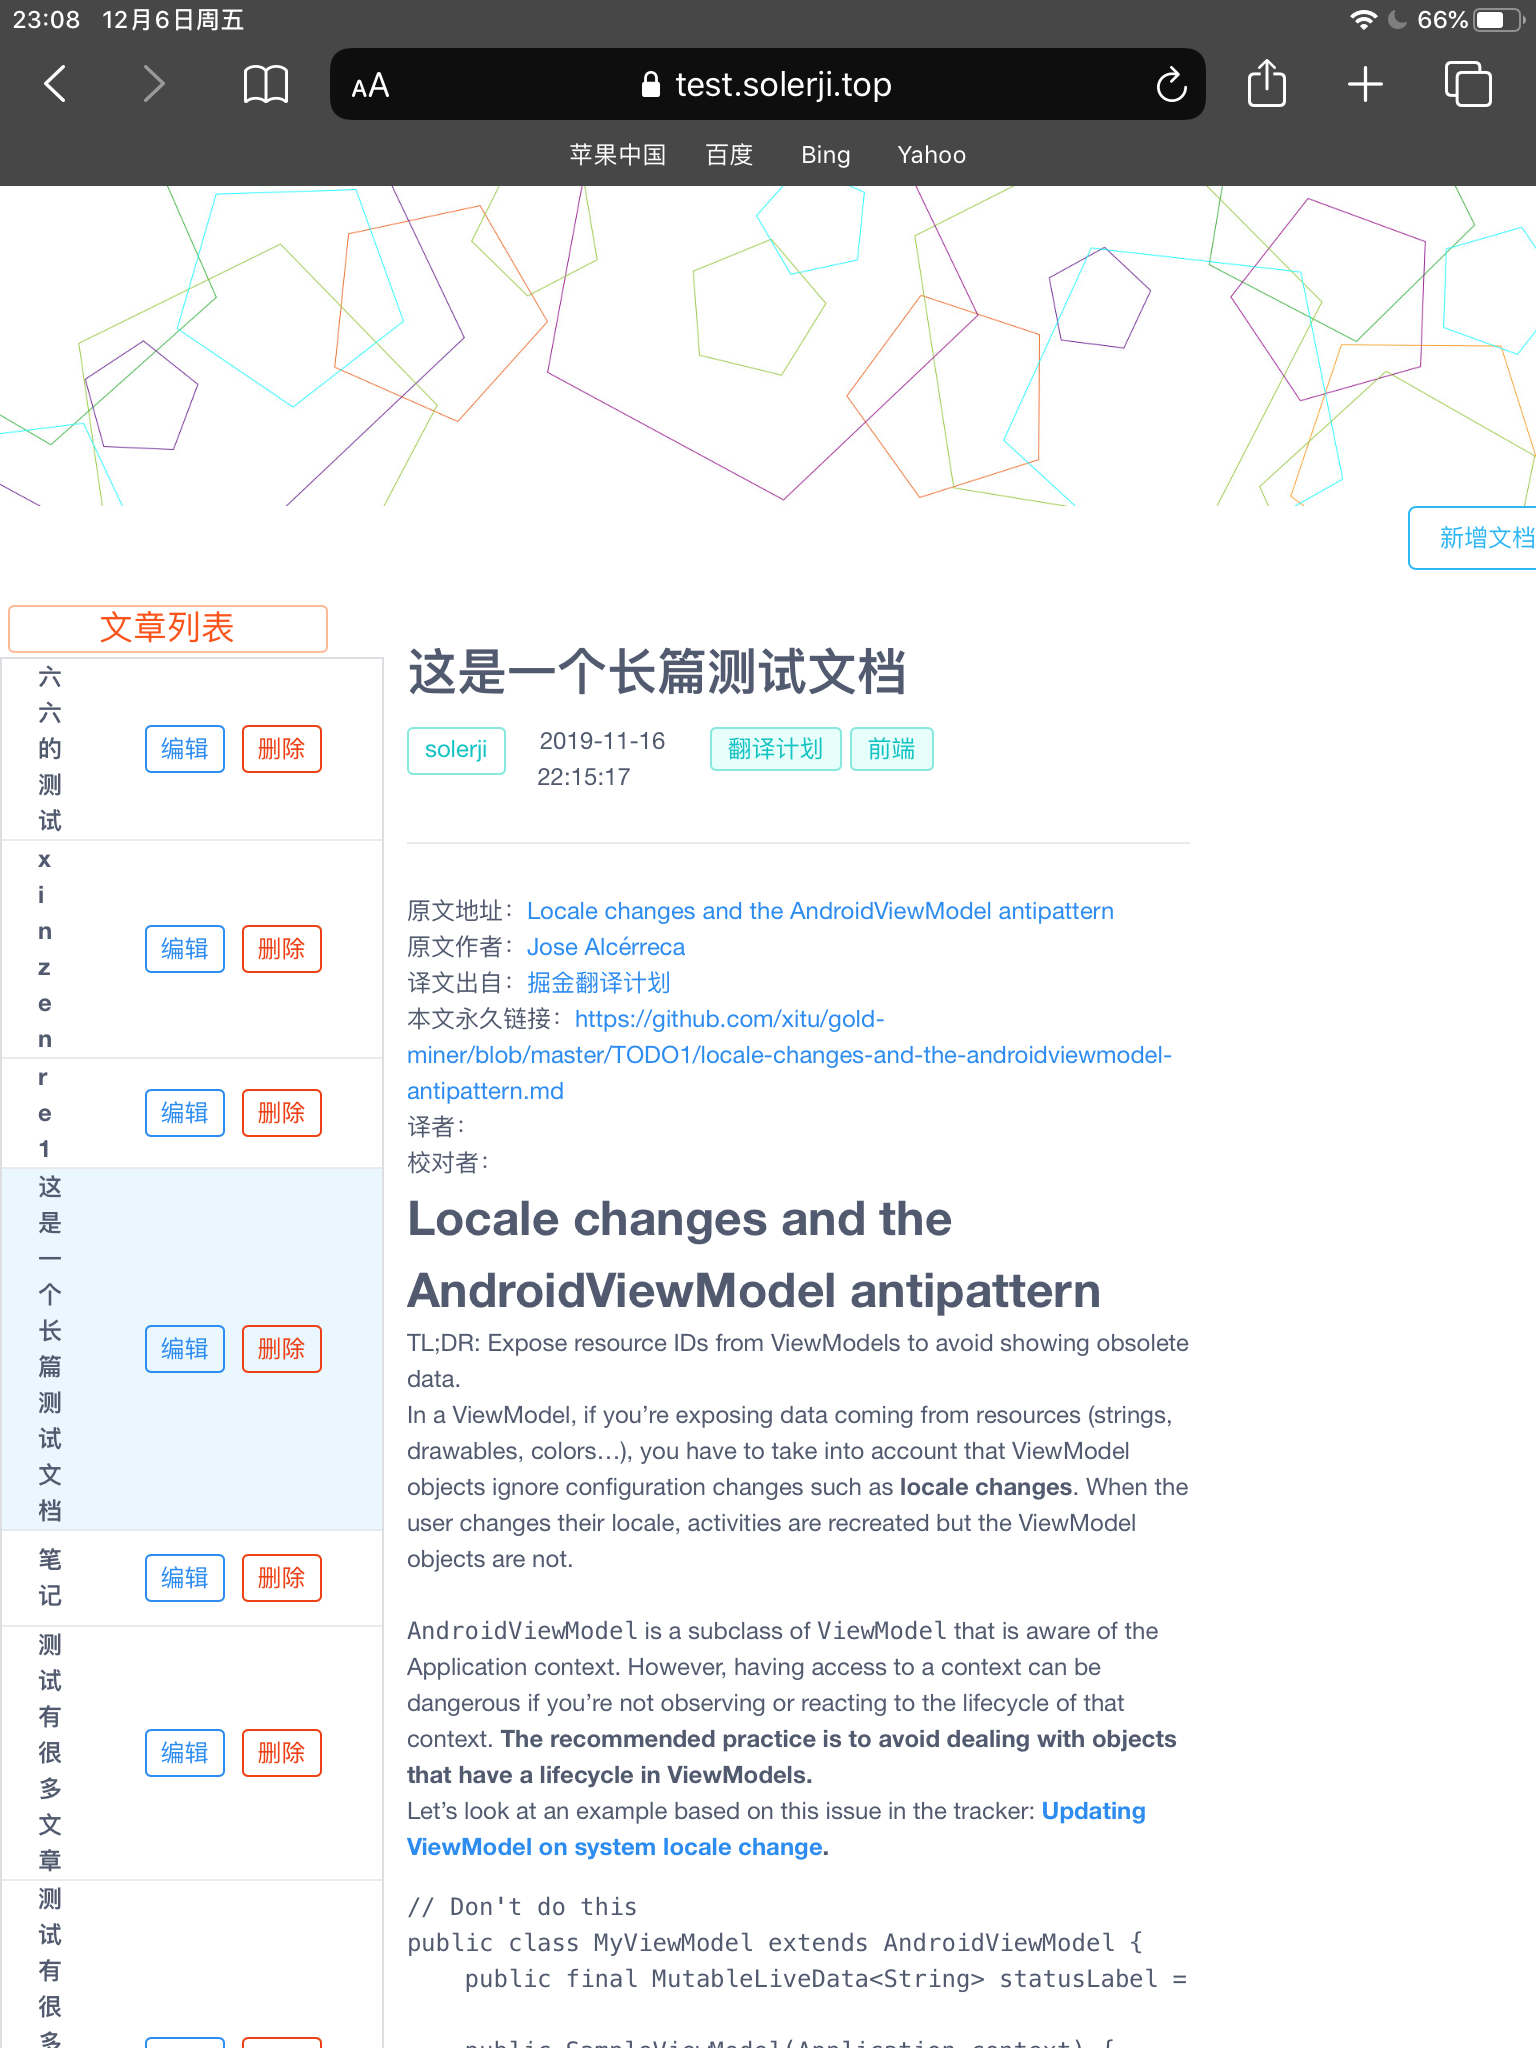 23:08 12月6日周五
66%
AA test.solerji.top
苹果中国 百度 Bing Yahoo
新增文档
文章列表
六
六
的
测
试
编辑 删除
x
i
n
z
e
n
编辑 删除
r
e
1
编辑 删除
这
是
一
个
长
篇
测
试
文
档
编辑 删除
笔
记
编辑 删除
测
试
有
很
多
文
章
编辑 删除
测
试
有
很
多
这是一个长篇测试文档
solerji
2019-11-16
22:15:17
翻译计划 前端
原文地址：Locale changes and the AndroidViewModel antipattern
原文作者：Jose Alcérreca
译文出自：掘金翻译计划
本文永久链接：https://github.com/xitu/gold-
miner/blob/master/TODO1/locale-changes-and-the-androidviewmodel-
antipattern.md
译者：
校对者：
Locale changes and the
AndroidViewModel antipattern
TL;DR: Expose resource IDs from ViewModels to avoid showing obsolete
data.
In a ViewModel, if you’re exposing data coming from resources (strings,
drawables, colors…), you have to take into account that ViewModel
objects ignore configuration changes such as locale changes. When the
user changes their locale, activities are recreated but the ViewModel
objects are not.
AndroidViewModel is a subclass of ViewModel that is aware of the
Application context. However, having access to a context can be
dangerous if you’re not observing or reacting to the lifecycle of that
context. The recommended practice is to avoid dealing with objects
that have a lifecycle in ViewModels.
Let’s look at an example based on this issue in the tracker: Updating
ViewModel on system locale change.
// Don't do this
public class MyViewModel extends AndroidViewModel {
public final MutableLiveData<String> statusLabel =
public SampleViewModel(Application context) {